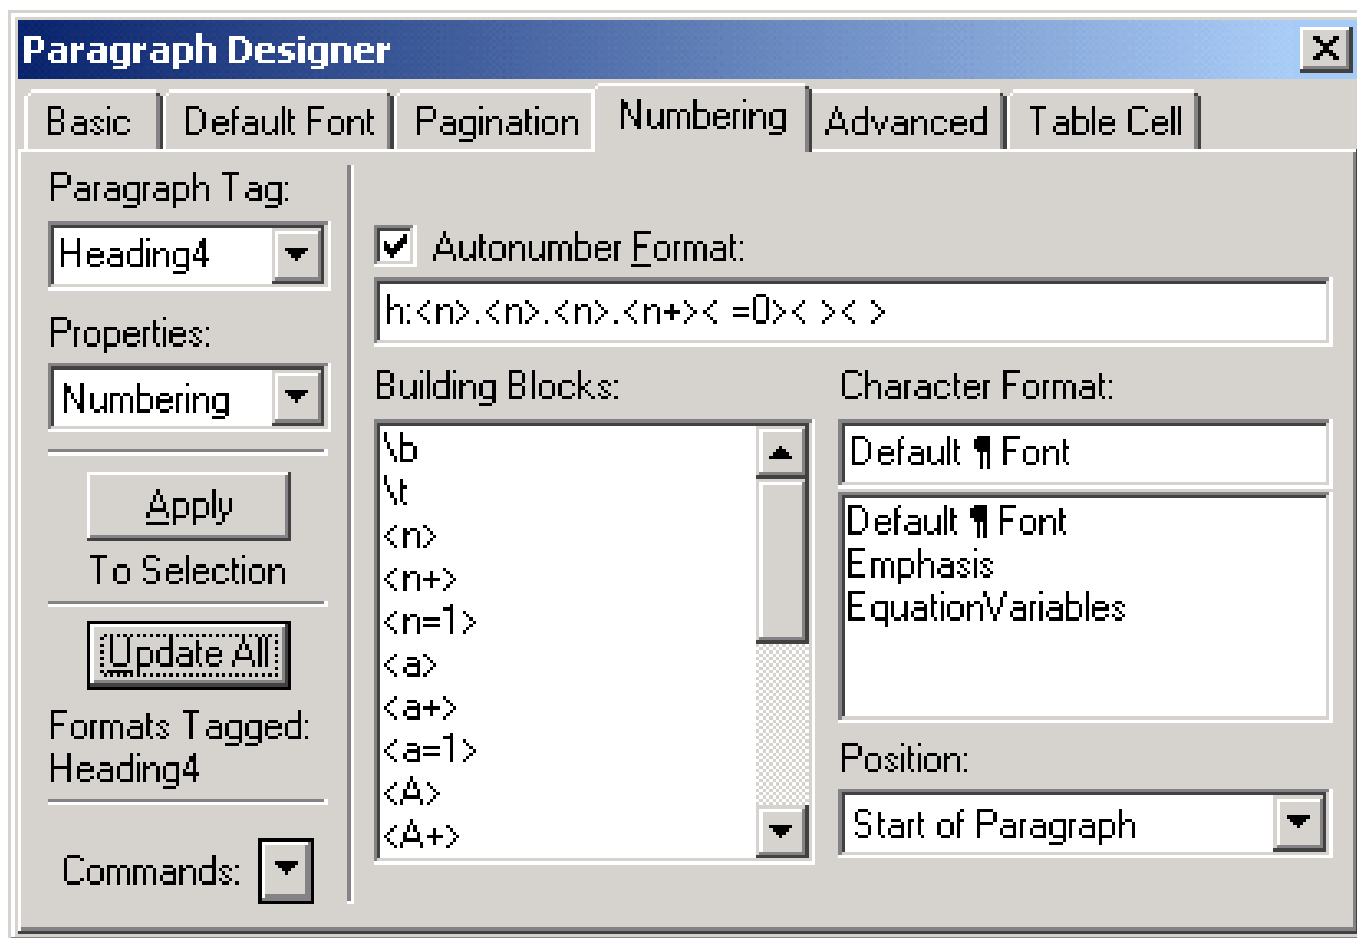 Paragraph Designer
Basic
Default Font
Pagination
Numbering
Advanced
Table Cell
Paragraph Tag:
Heading4
Properties:
Numbering
Apply
To Selection
Update All
Formats Tagged:
Heading4
Commands:
Autonumber Format:
h:<n>.<n>.<n>.<n+>< =0>< >< >
Building Blocks:
\b
\t
<n>
<n+>
<n=1>
<a>
<a+>
<a=1>
<A>
<A+>
Character Format:
Default ¶ Font
Default ¶ Font
Emphasis
EquationVariables
Position:
Start of Paragraph